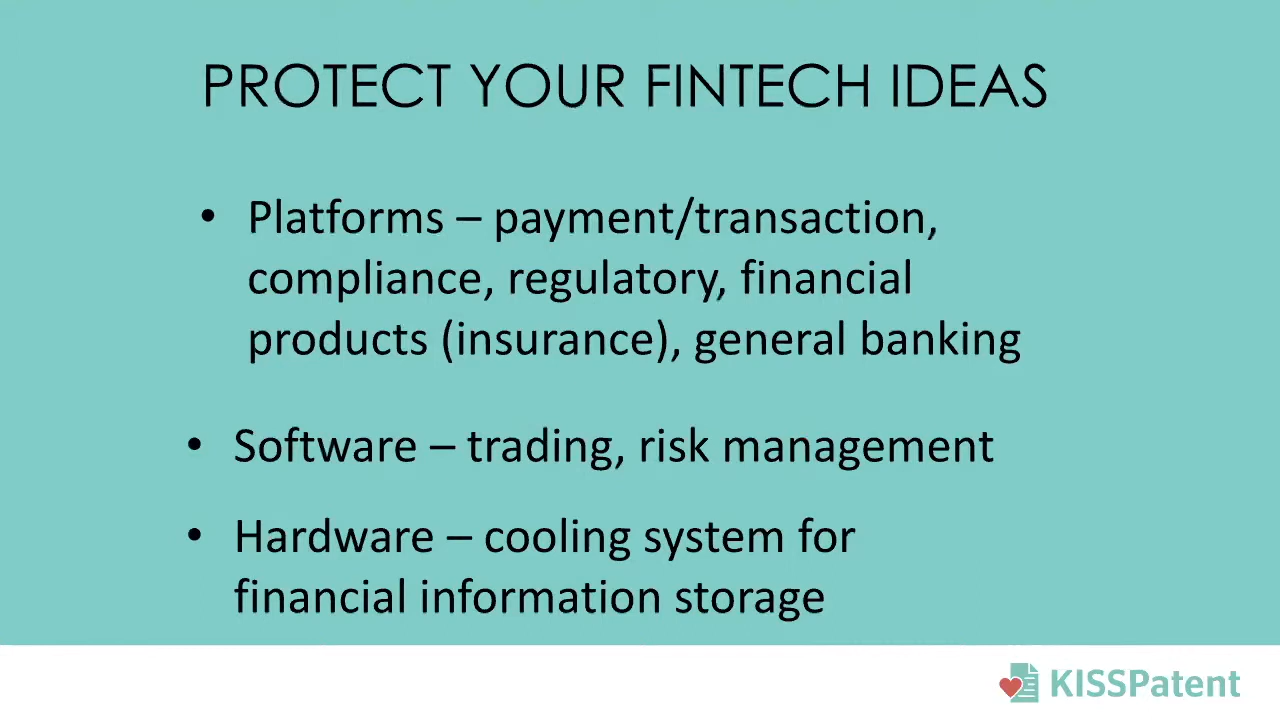 PROTECT YOUR FINTECH IDEAS
• Platforms – payment/transaction,
compliance, regulatory, financial
products (insurance), general banking
• Software – trading, risk management
• Hardware – cooling system for
financial information storage
KISSPatent